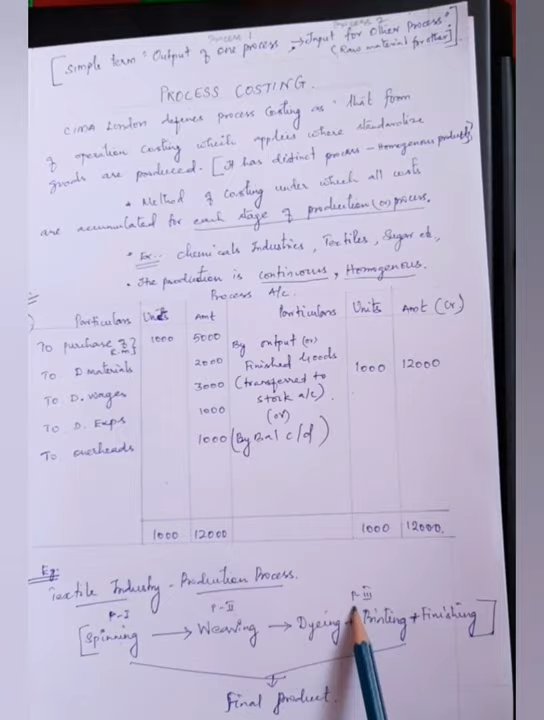 Process 1 Process 2
[Simple term "Output of one process → Input for Other Process"
(Raw material for other)]
PROCESS COSTING.
CIMA London defines process Costing as "that form
of operation costing which applies where standardize
goods are produced. [It has distinct process - Homogenous products]
• Method of Costing under which all costs
are accumulated for each stage of production (or) process.
• Ex:- Chemicals Industries, Textiles, Sugar etc,
• The production is continuous, Homogenous.
Process A/c.
Particulars Units Amt Particulars Units Amt (Cr)
To purchase 1000 5000 By output (or)
To D. materials 2000 Finished Goods 1000 12000
To D. wages 3000 (transferred to
stock a/c).
To D. Exps 1000 (or)
To overheads 1000 (By Bal c/d)
1000 12000 1000 12000.
Eg:
Textile Industry - Production Process.
P-I P-II P-III
[Spinning → Weaving → Dyeing + Printing + Finishing]
Final product.